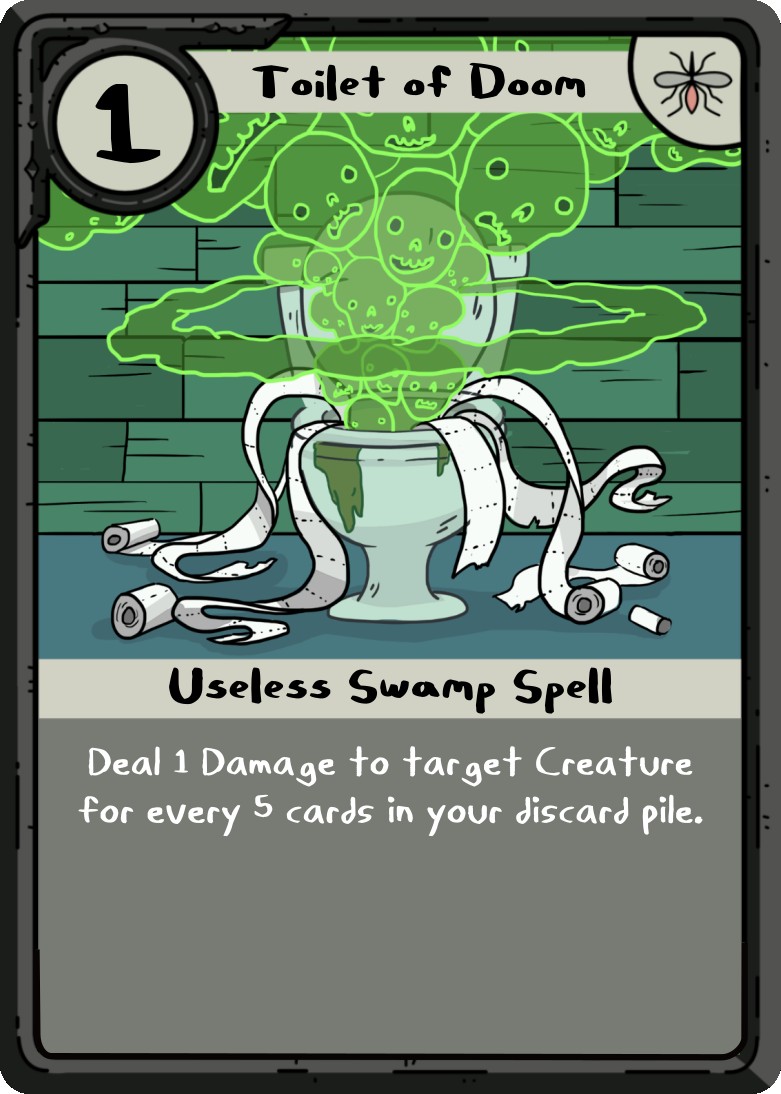 1
Toilet of Doom
Useless Swamp Spell
Deal 1 Damage to target Creature
for every 5 cards in your discard pile.